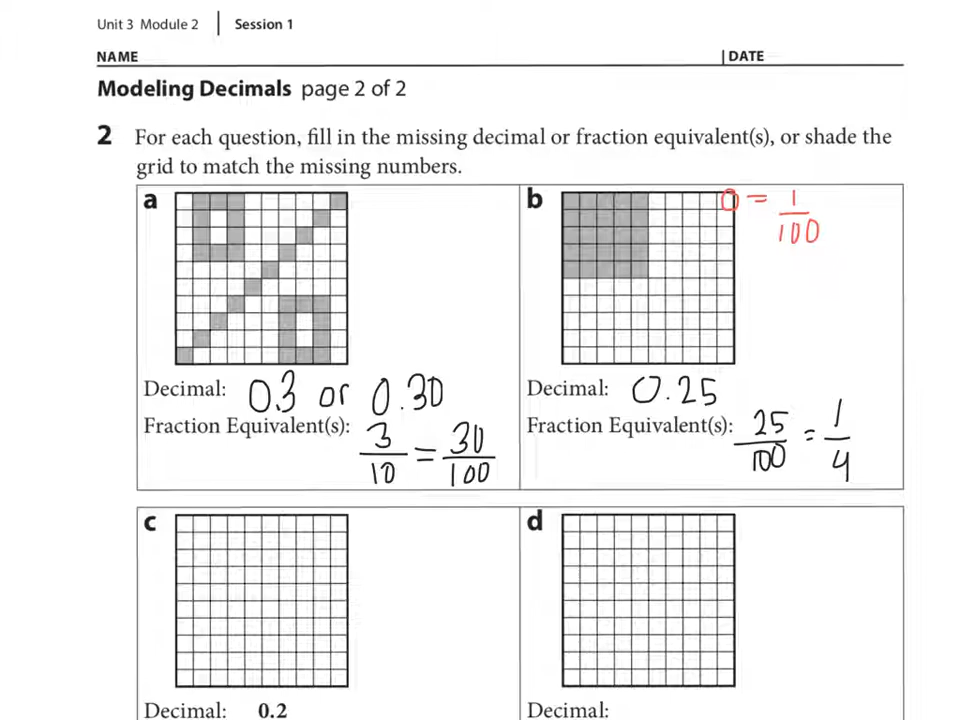 Unit 3 Module 2 | Session 1
NAME | DATE
Modeling Decimals page 2 of 2
2 For each question, fill in the missing decimal or fraction equivalent(s), or shade the
grid to match the missing numbers.
a
Decimal: 0.3 or 0.30
Fraction Equivalent(s): 3/10 = 30/100
b
0 = 1/100
Decimal: 0.25
Fraction Equivalent(s): 25/100 = 1/4
c
Decimal: 0.2
d
Decimal: